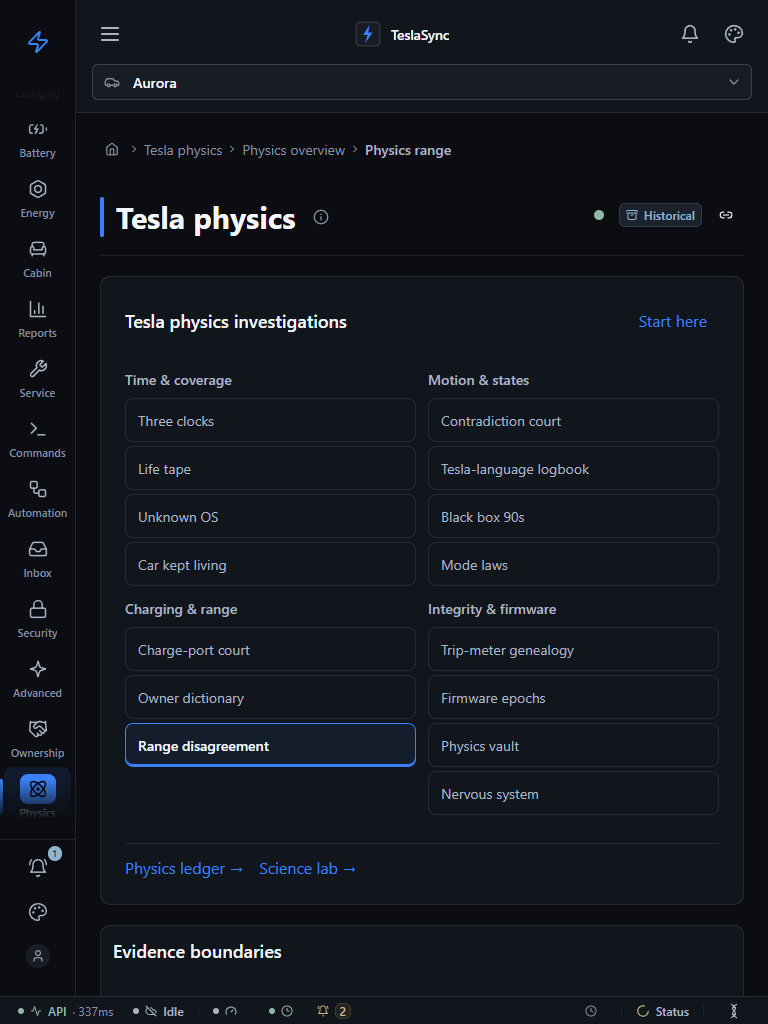 TeslaSync
Aurora
Charging
Battery
Energy
Cabin
Reports
Service
Commands
Automation
Inbox
Security
Advanced
Ownership
Physics
1
Tesla physics › Physics overview › Physics range
Tesla physics
Historical
Tesla physics investigations
Start here
Time & coverage
Three clocks
Life tape
Unknown OS
Car kept living
Motion & states
Contradiction court
Tesla-language logbook
Black box 90s
Mode laws
Charging & range
Charge-port court
Owner dictionary
Range disagreement
Integrity & firmware
Trip-meter genealogy
Firmware epochs
Physics vault
Nervous system
Physics ledger → Science lab →
Evidence boundaries
API · 337ms Idle 2 Status